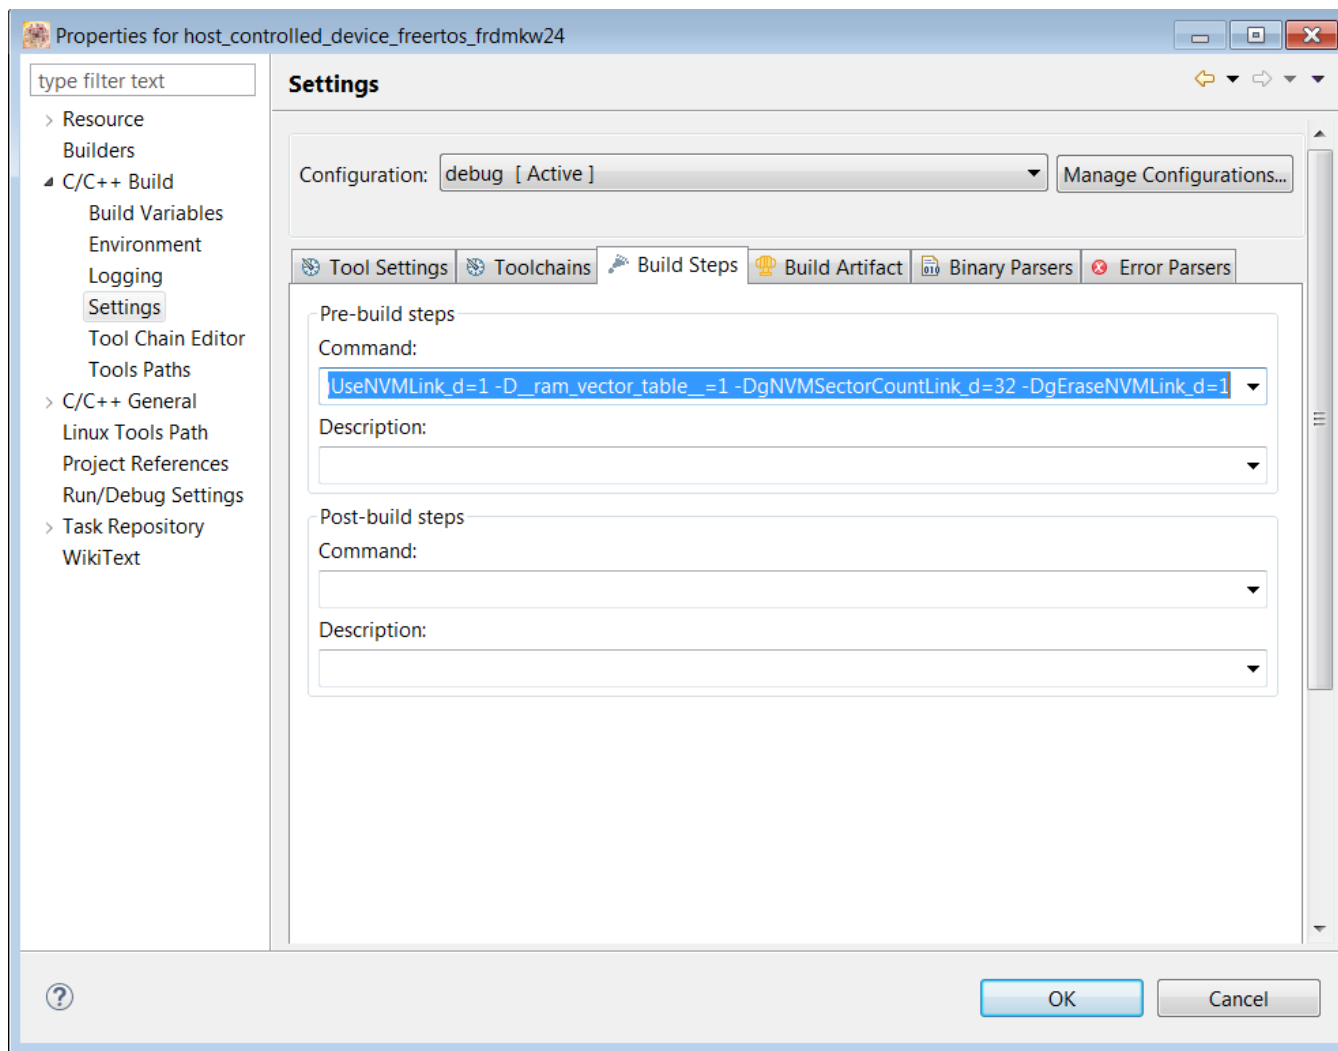 Properties for host_controlled_device_freertos_frdmkw24
type filter text
Resource
Builders
C/C++ Build
Build Variables
Environment
Logging
Settings
Tool Chain Editor
Tools Paths
C/C++ General
Linux Tools Path
Project References
Run/Debug Settings
Task Repository
WikiText
Settings
Configuration: debug [ Active ] Manage Configurations...
Tool Settings Toolchains Build Steps Build Artifact Binary Parsers Error Parsers
Pre-build steps
Command:
UseNVMLink_d=1 -D__ram_vector_table__=1 -DgNVMSectorCountLink_d=32 -DgEraseNVMLink_d=1
Description:
Post-build steps
Command:
Description:
OK Cancel